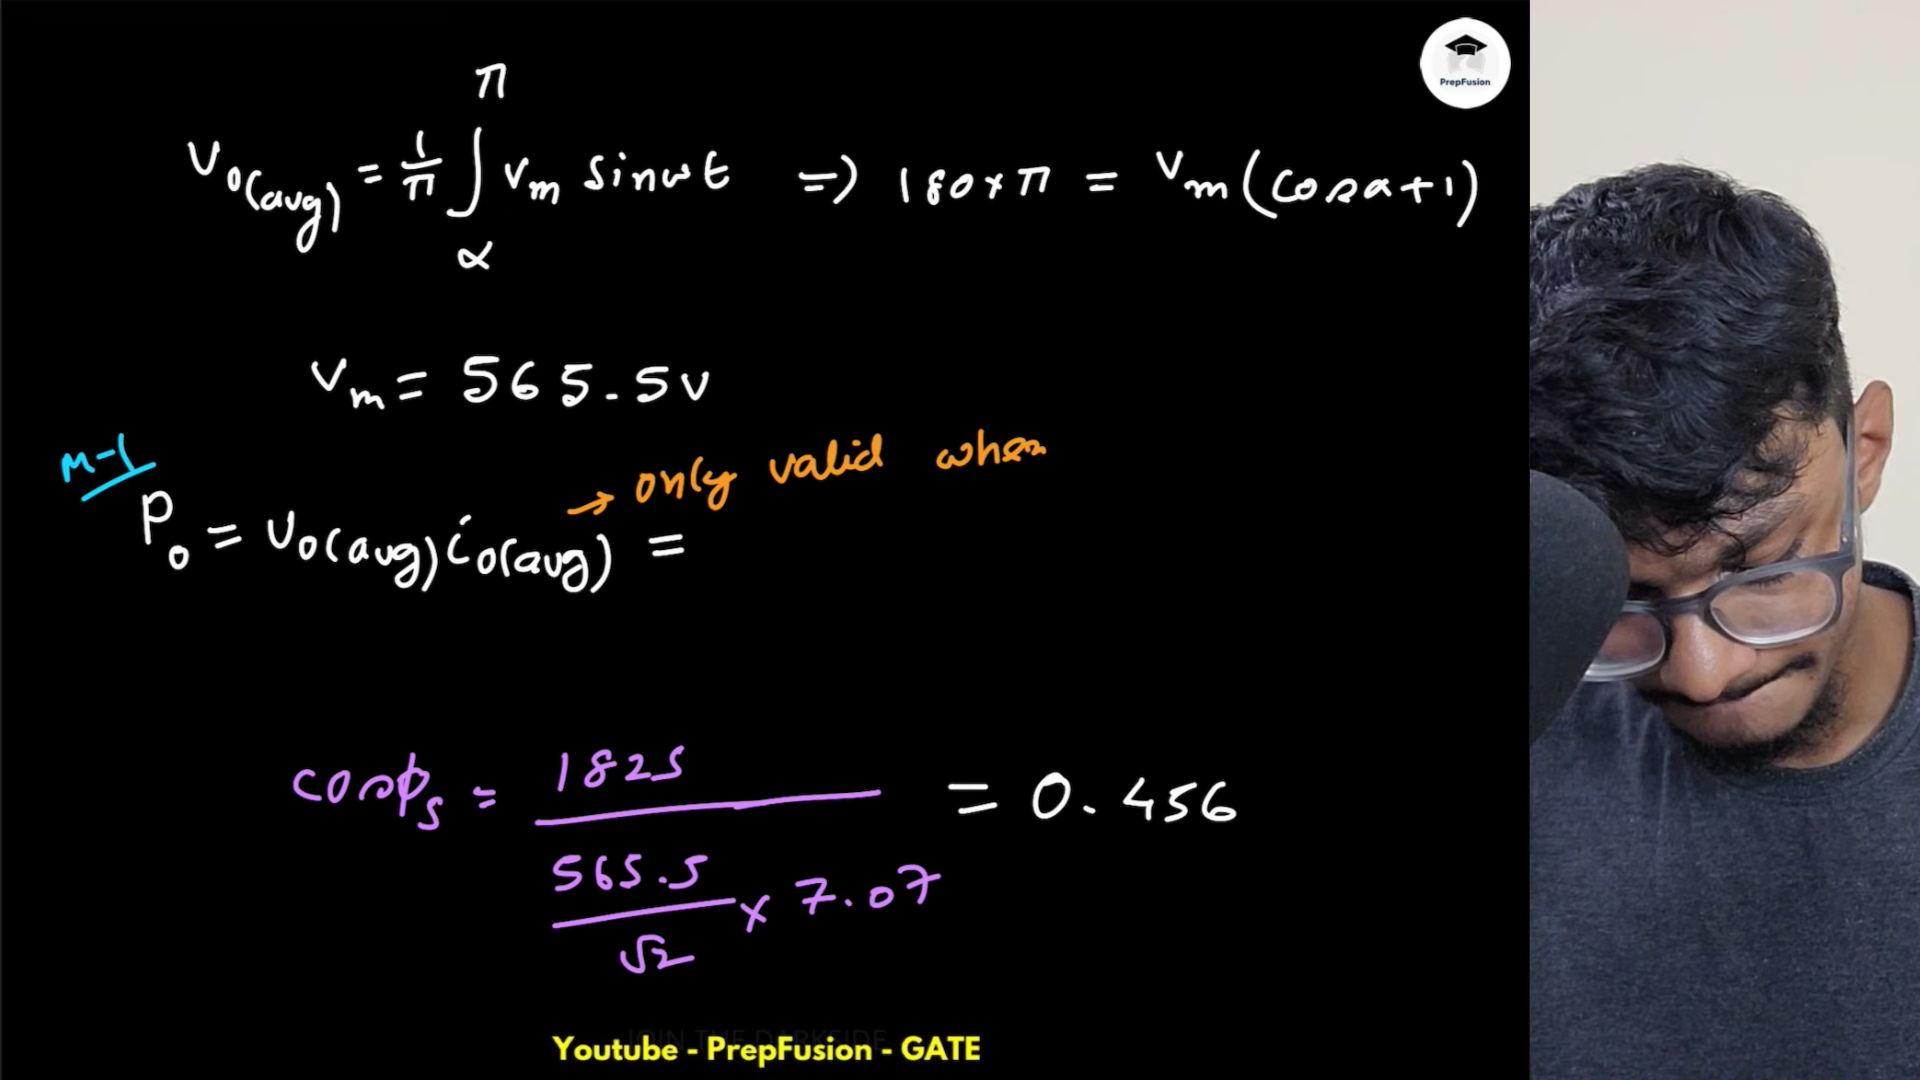 PrepFusion
π
V₀(avg) = 1/π ∫ Vm sinωt => 180×π = Vm(cosα+1)
α
Vm = 565.5V
M-1
→ only valid when
P₀ = V₀(avg) i₀(avg) =
cosϕs = 1825 / (565.5/√2 × 7.07) = 0.456
Youtube - PrepFusion - GATE